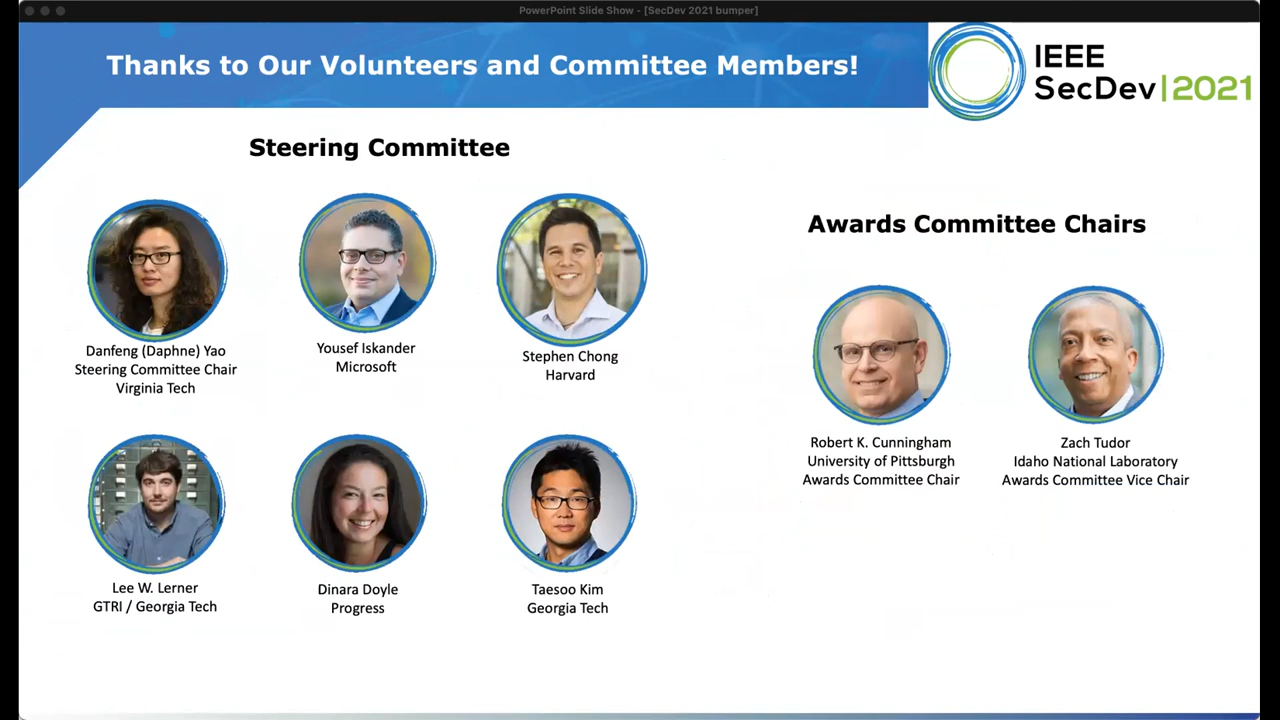 PowerPoint Slide Show - [SecDev 2021 bumper]
Thanks to Our Volunteers and Committee Members!
IEEE
SecDev|2021
Steering Committee
Danfeng (Daphne) Yao
Steering Committee Chair
Virginia Tech
Yousef Iskander
Microsoft
Stephen Chong
Harvard
Lee W. Lerner
GTRI / Georgia Tech
Dinara Doyle
Progress
Taesoo Kim
Georgia Tech
Awards Committee Chairs
Robert K. Cunningham
University of Pittsburgh
Awards Committee Chair
Zach Tudor
Idaho National Laboratory
Awards Committee Vice Chair